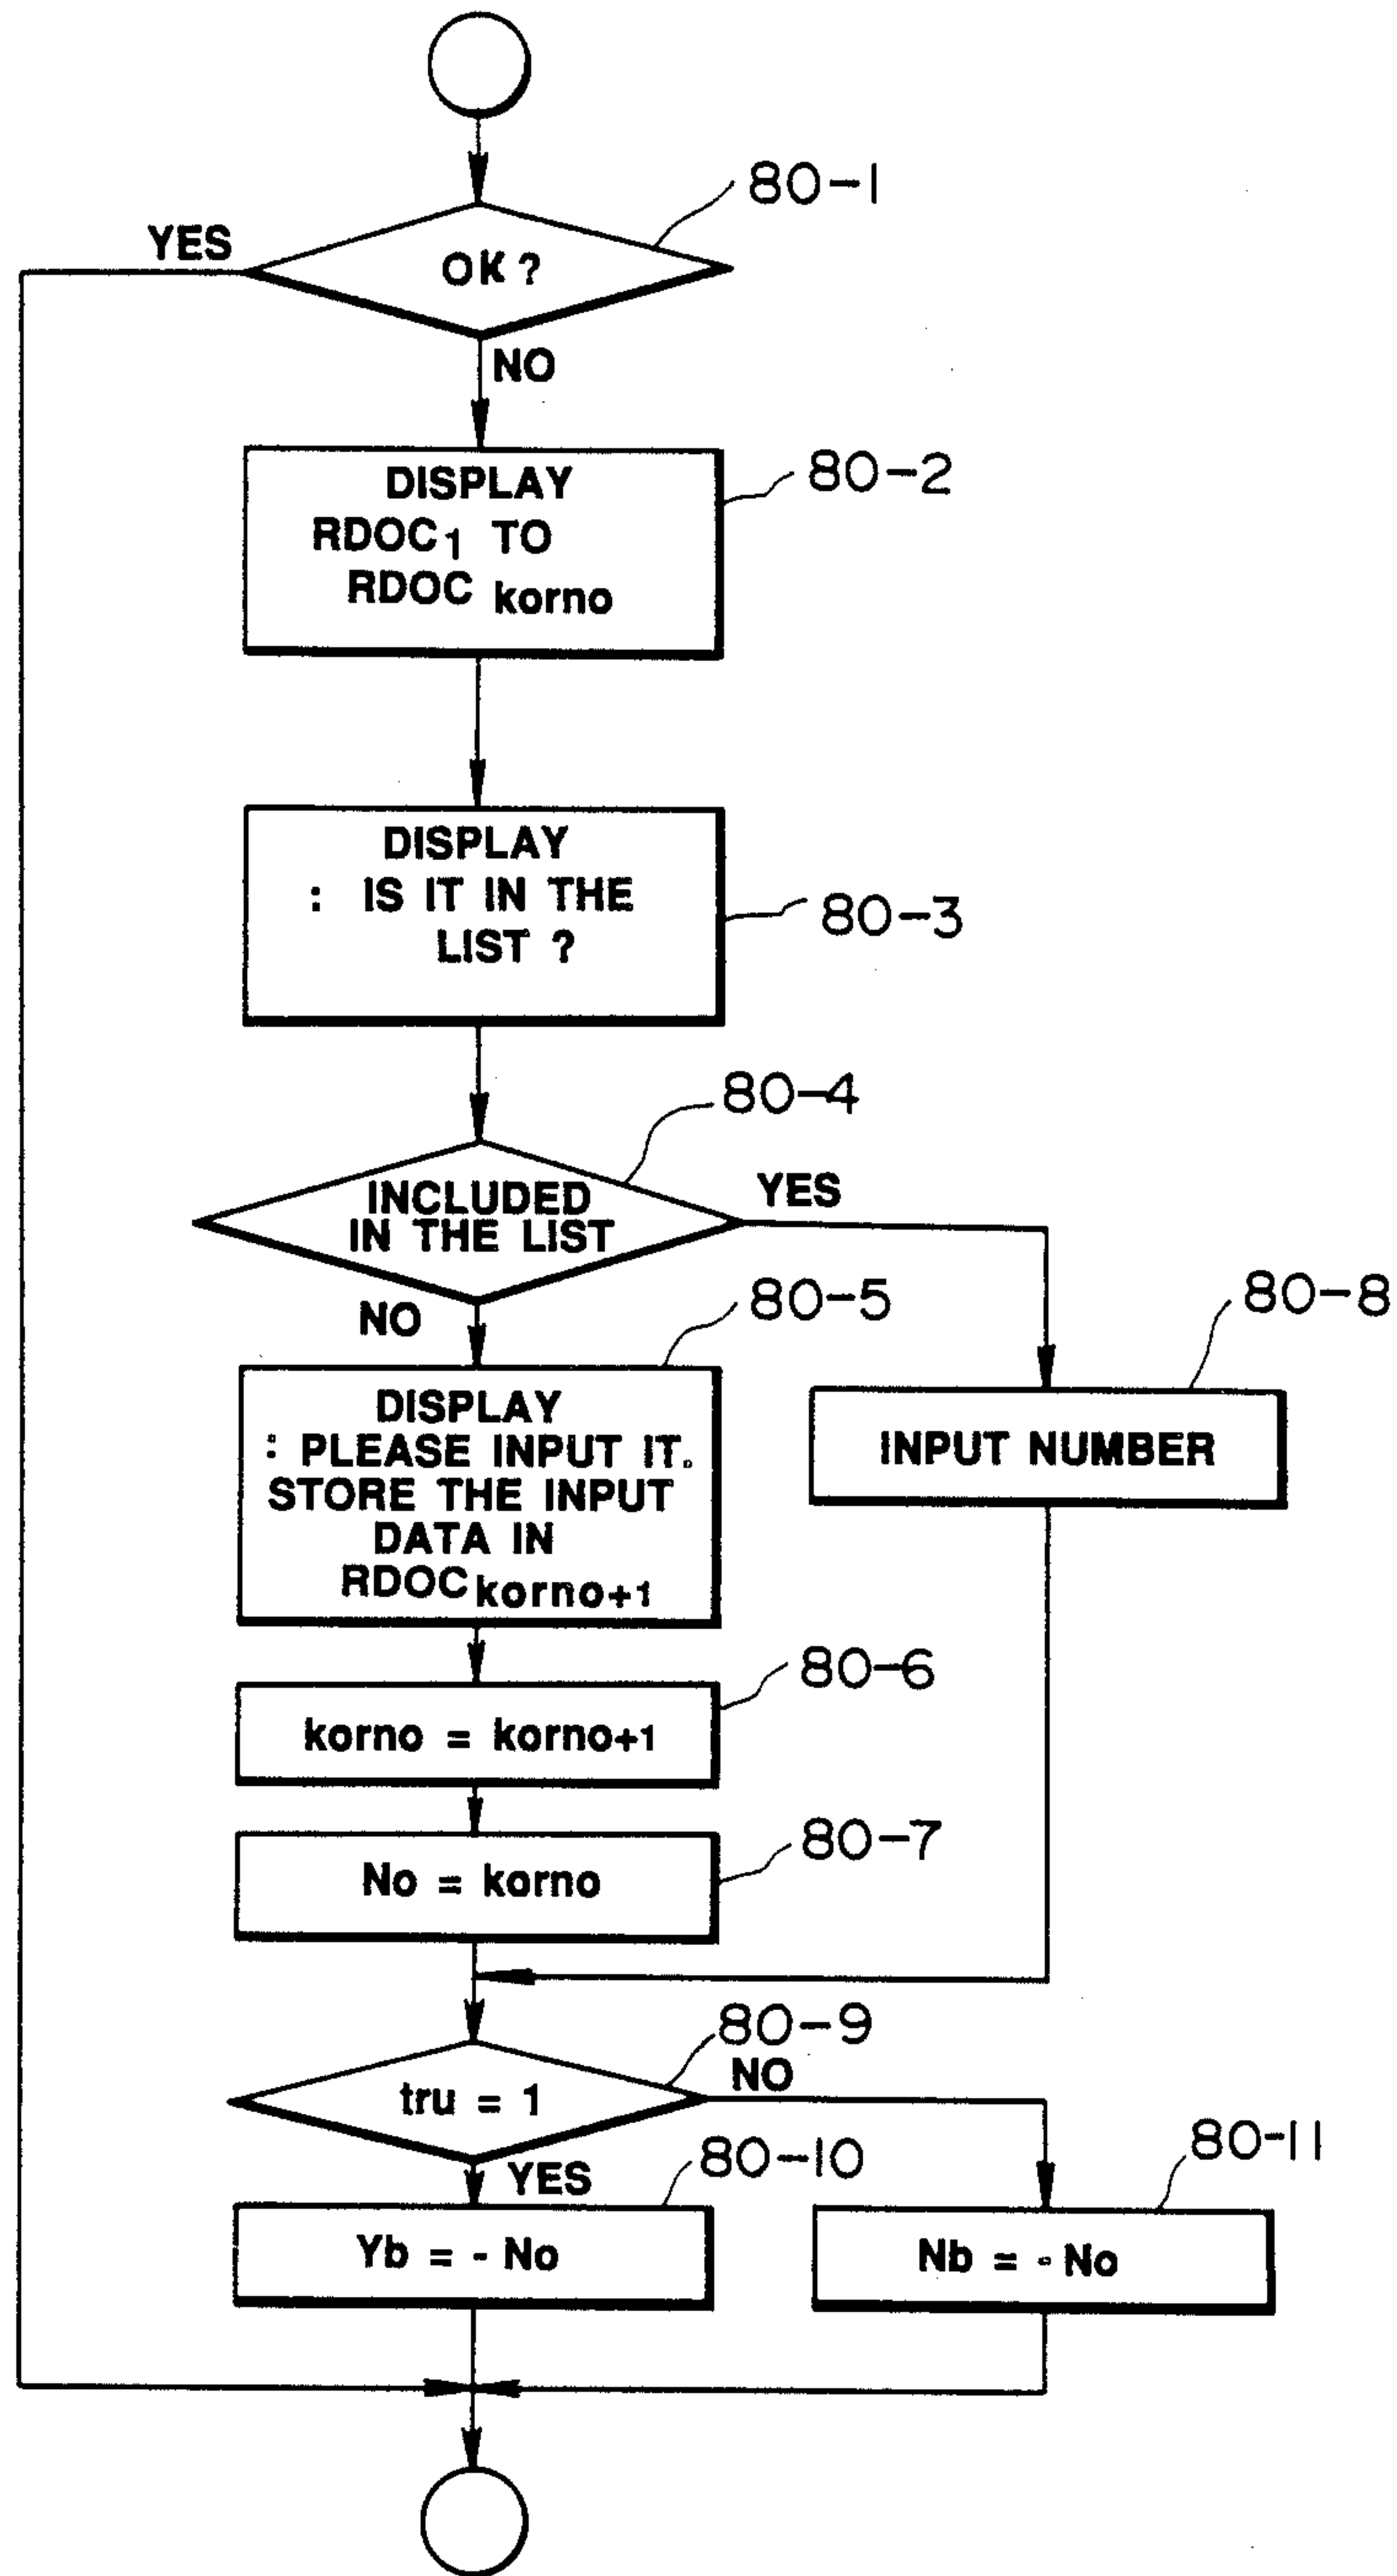 80-1
YES
OK ?
NO
80-2
DISPLAY
RDOC1 TO
RDOC korno
80-3
DISPLAY
: IS IT IN THE
LIST ?
80-4
INCLUDED
IN THE LIST
YES
NO
80-5
80-8
DISPLAY
: PLEASE INPUT IT.
STORE THE INPUT
DATA IN
RDOC korno+1
INPUT NUMBER
80-6
korno = korno+1
80-7
No = korno
80-9
tru = 1
NO
YES
80-10
80-11
Yb = - No
Nb = - No